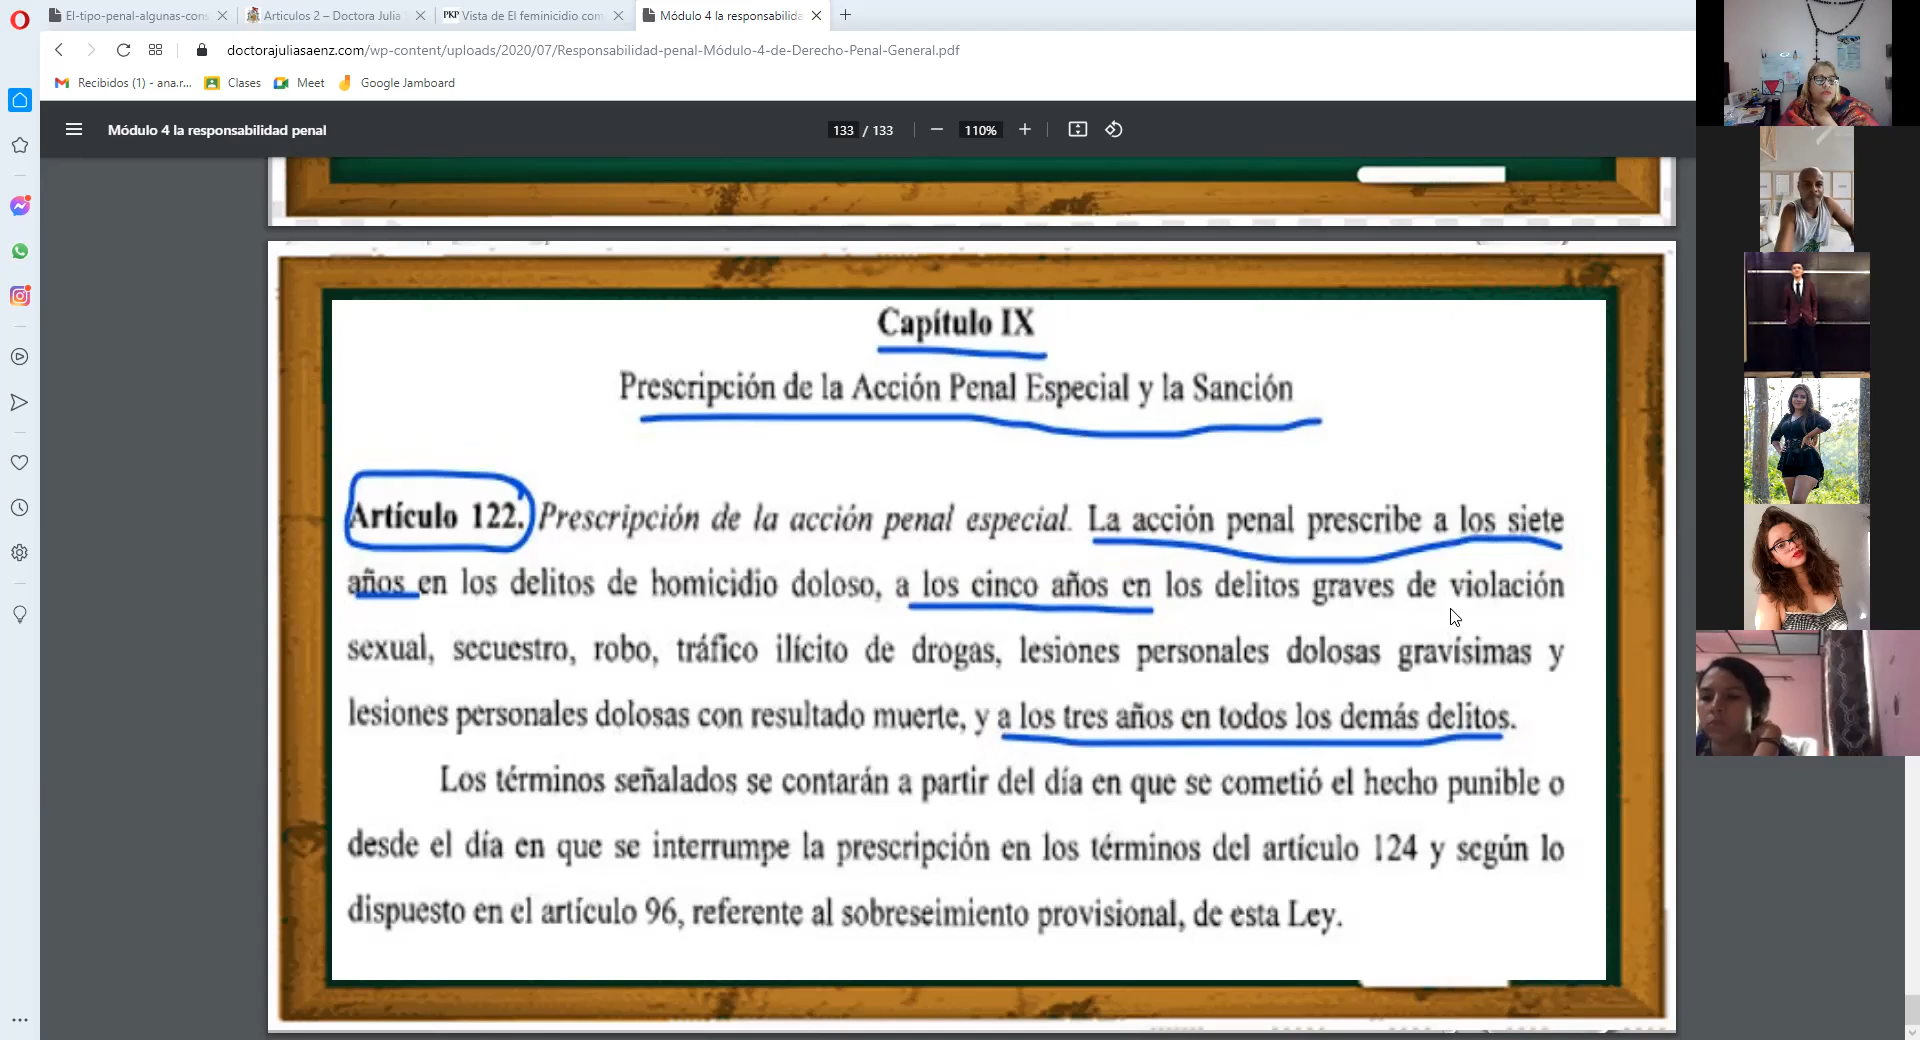 El-tipo-penal-algunas-cons
Articulos 2 – Doctora Julia
PKP Vista de El feminicidio com
Módulo 4 la responsabilida
doctorajuliasaenz.com/wp-content/uploads/2020/07/Responsabilidad-penal-Módulo-4-de-Derecho-Penal-General.pdf
Recibidos (1) - ana.r... Clases Meet Google Jamboard
Módulo 4 la responsabilidad penal
133 / 133
110%
Capítulo IX
Prescripción de la Acción Penal Especial y la Sanción
Artículo 122. Prescripción de la acción penal especial. La acción penal prescribe a los siete
años en los delitos de homicidio doloso, a los cinco años en los delitos graves de violación
sexual, secuestro, robo, tráfico ilícito de drogas, lesiones personales dolosas gravísimas y
lesiones personales dolosas con resultado muerte, y a los tres años en todos los demás delitos.
Los términos señalados se contarán a partir del día en que se cometió el hecho punible o
desde el día en que se interrumpe la prescripción en los términos del artículo 124 y según lo
dispuesto en el artículo 96, referente al sobreseimiento provisional, de esta Ley.